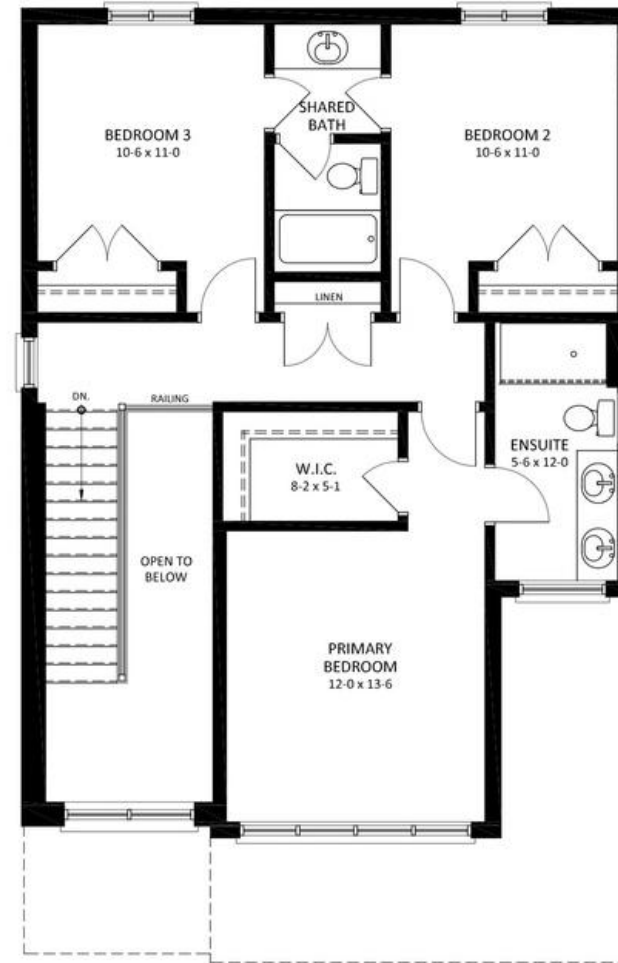 BEDROOM 3
10-6 x 11-0
SHARED
BATH
BEDROOM 2
10-6 x 11-0
LINEN
DN.
RAILING
W.I.C.
8-2 x 5-1
ENSUITE
5-6 x 12-0
OPEN TO
BELOW
PRIMARY
BEDROOM
12-0 x 13-6